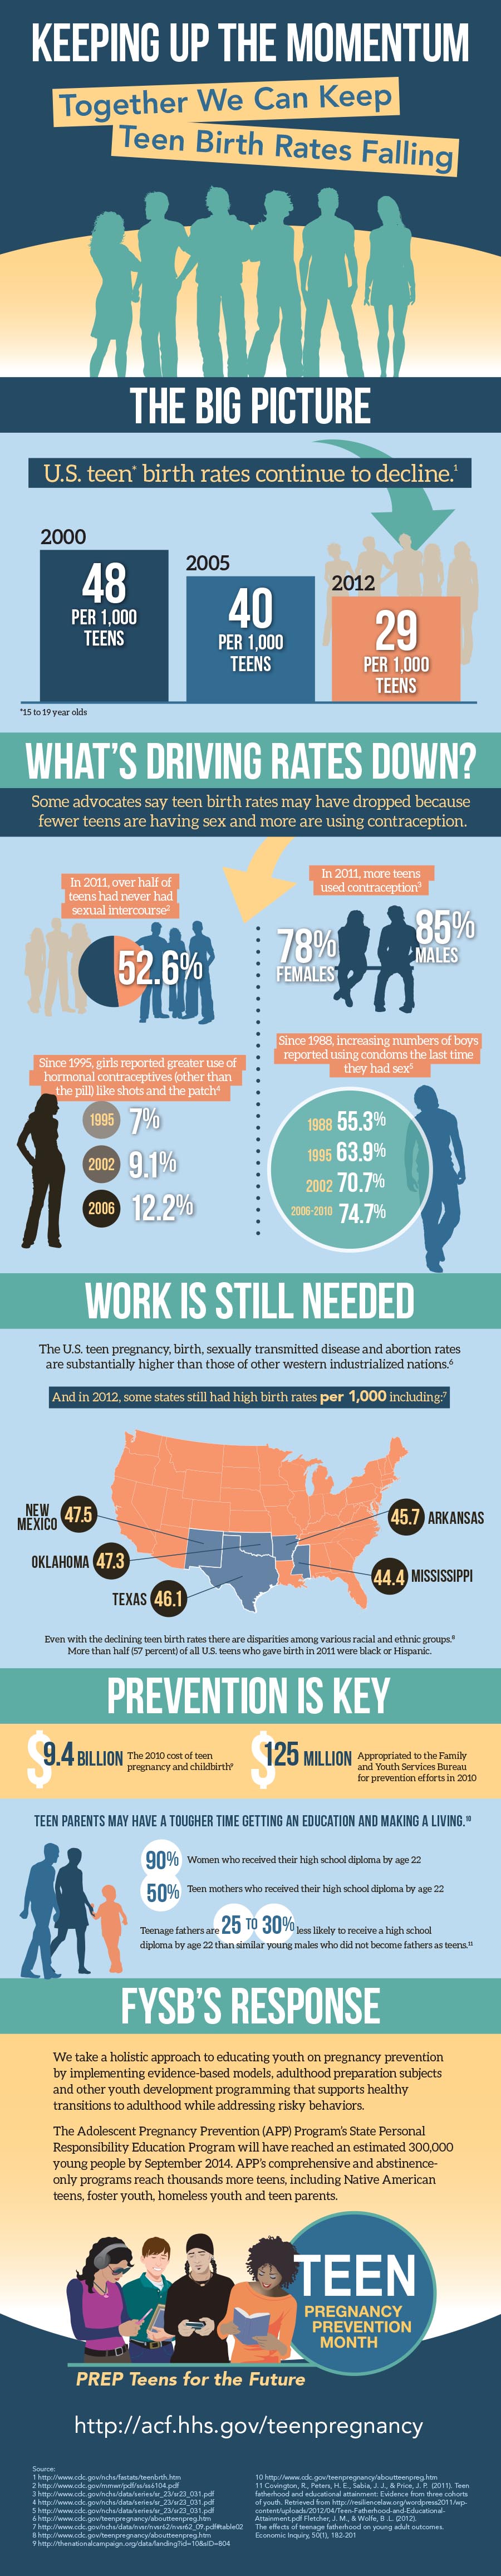 KEEPING UP THE MOMENTUM
Together We Can Keep
Teen Birth Rates Falling
THE BIG PICTURE
U.S. teen* birth rates continue to decline.1
2000
48
PER 1,000
TEENS
2005
40
PER 1,000
TEENS
2012
29
PER 1,000
TEENS
*15 to 19 year olds
WHAT'S DRIVING RATES DOWN?
Some advocates say teen birth rates may have dropped because
fewer teens are having sex and more are using contraception.
In 2011, over half of
teens had never had
sexual intercourse2
52.6%
In 2011, more teens
used contraception3
78%
FEMALES
85%
MALES
Since 1995, girls reported greater use of
hormonal contraceptives (other than
the pill) like shots and the patch4
1995 7%
2002 9.1%
2006 12.2%
Since 1988, increasing numbers of boys
reported using condoms the last time
they had sex5
1988 55.3%
1995 63.9%
2002 70.7%
2006-2010 74.7%
WORK IS STILL NEEDED
The U.S. teen pregnancy, birth, sexually transmitted disease and abortion rates
are substantially higher than those of other western industrialized nations.6
And in 2012, some states still had high birth rates per 1,000 including:7
NEW
MEXICO 47.5
OKLAHOMA 47.3
TEXAS 46.1
45.7 ARKANSAS
44.4 MISSISSIPPI
Even with the declining teen birth rates there are disparities among various racial and ethnic groups.8
More than half (57 percent) of all U.S. teens who gave birth in 2011 were black or Hispanic.
PREVENTION IS KEY
$9.4 BILLION
The 2010 cost of teen
pregnancy and childbirth9
$125 MILLION
Appropriated to the Family
and Youth Services Bureau
for prevention efforts in 2010
TEEN PARENTS MAY HAVE A TOUGHER TIME GETTING AN EDUCATION AND MAKING A LIVING.10
90% Women who received their high school diploma by age 22
50% Teen mothers who received their high school diploma by age 22
Teenage fathers are 25 TO 30% less likely to receive a high school
diploma by age 22 than similar young males who did not become fathers as teens.11
FYSB'S RESPONSE
We take a holistic approach to educating youth on pregnancy prevention
by implementing evidence-based models, adulthood preparation subjects
and other youth development programming that supports healthy
transitions to adulthood while addressing risky behaviors.
The Adolescent Pregnancy Prevention (APP) Program's State Personal
Responsibility Education Program will have reached an estimated 300,000
young people by September 2014. APP's comprehensive and abstinence-
only programs reach thousands more teens, including Native American
teens, foster youth, homeless youth and teen parents.
TEEN
PREGNANCY
PREVENTION
MONTH
PREP Teens for the Future
http://acf.hhs.gov/teenpregnancy
Source:
1 http://www.cdc.gov/nchs/fastats/teenbrth.htm
2 http://www.cdc.gov/mmwr/pdf/ss/ss6104.pdf
3 http://www.cdc.gov/nchs/data/series/sr_23/sr23_031.pdf
4 http://www.cdc.gov/nchs/data/series/sr_23/sr23_031.pdf
5 http://www.cdc.gov/nchs/data/series/sr_23/sr23_031.pdf
6 http://www.cdc.gov/teenpregnancy/aboutteenpreg.htm
7 http://www.cdc.gov/nchs/data/nvsr/nvsr62/nvsr62_09.pdf#table02
8 http://www.cdc.gov/teenpregnancy/aboutteenpreg.htm
9 http://thenationalcampaign.org/data/landing?id=10&sID=804
10 http://www.cdc.gov/teenpregnancy/aboutteenpreg.htm
11 Covington, R., Peters, H. E., Sabia, J. J., & Price, J. P. (2011). Teen
fatherhood and educational attainment: Evidence from three cohorts
of youth. Retrieved from http://resiliencelaw.org/wordpress2011/wp-
content/uploads/2012/04/Teen-Fatherhood-and-Educational-
Attainment.pdf Fletcher, J. M., & Wolfe, B .L. (2012).
The effects of teenage fatherhood on young adult outcomes.
Economic Inquiry, 50(1), 182-201